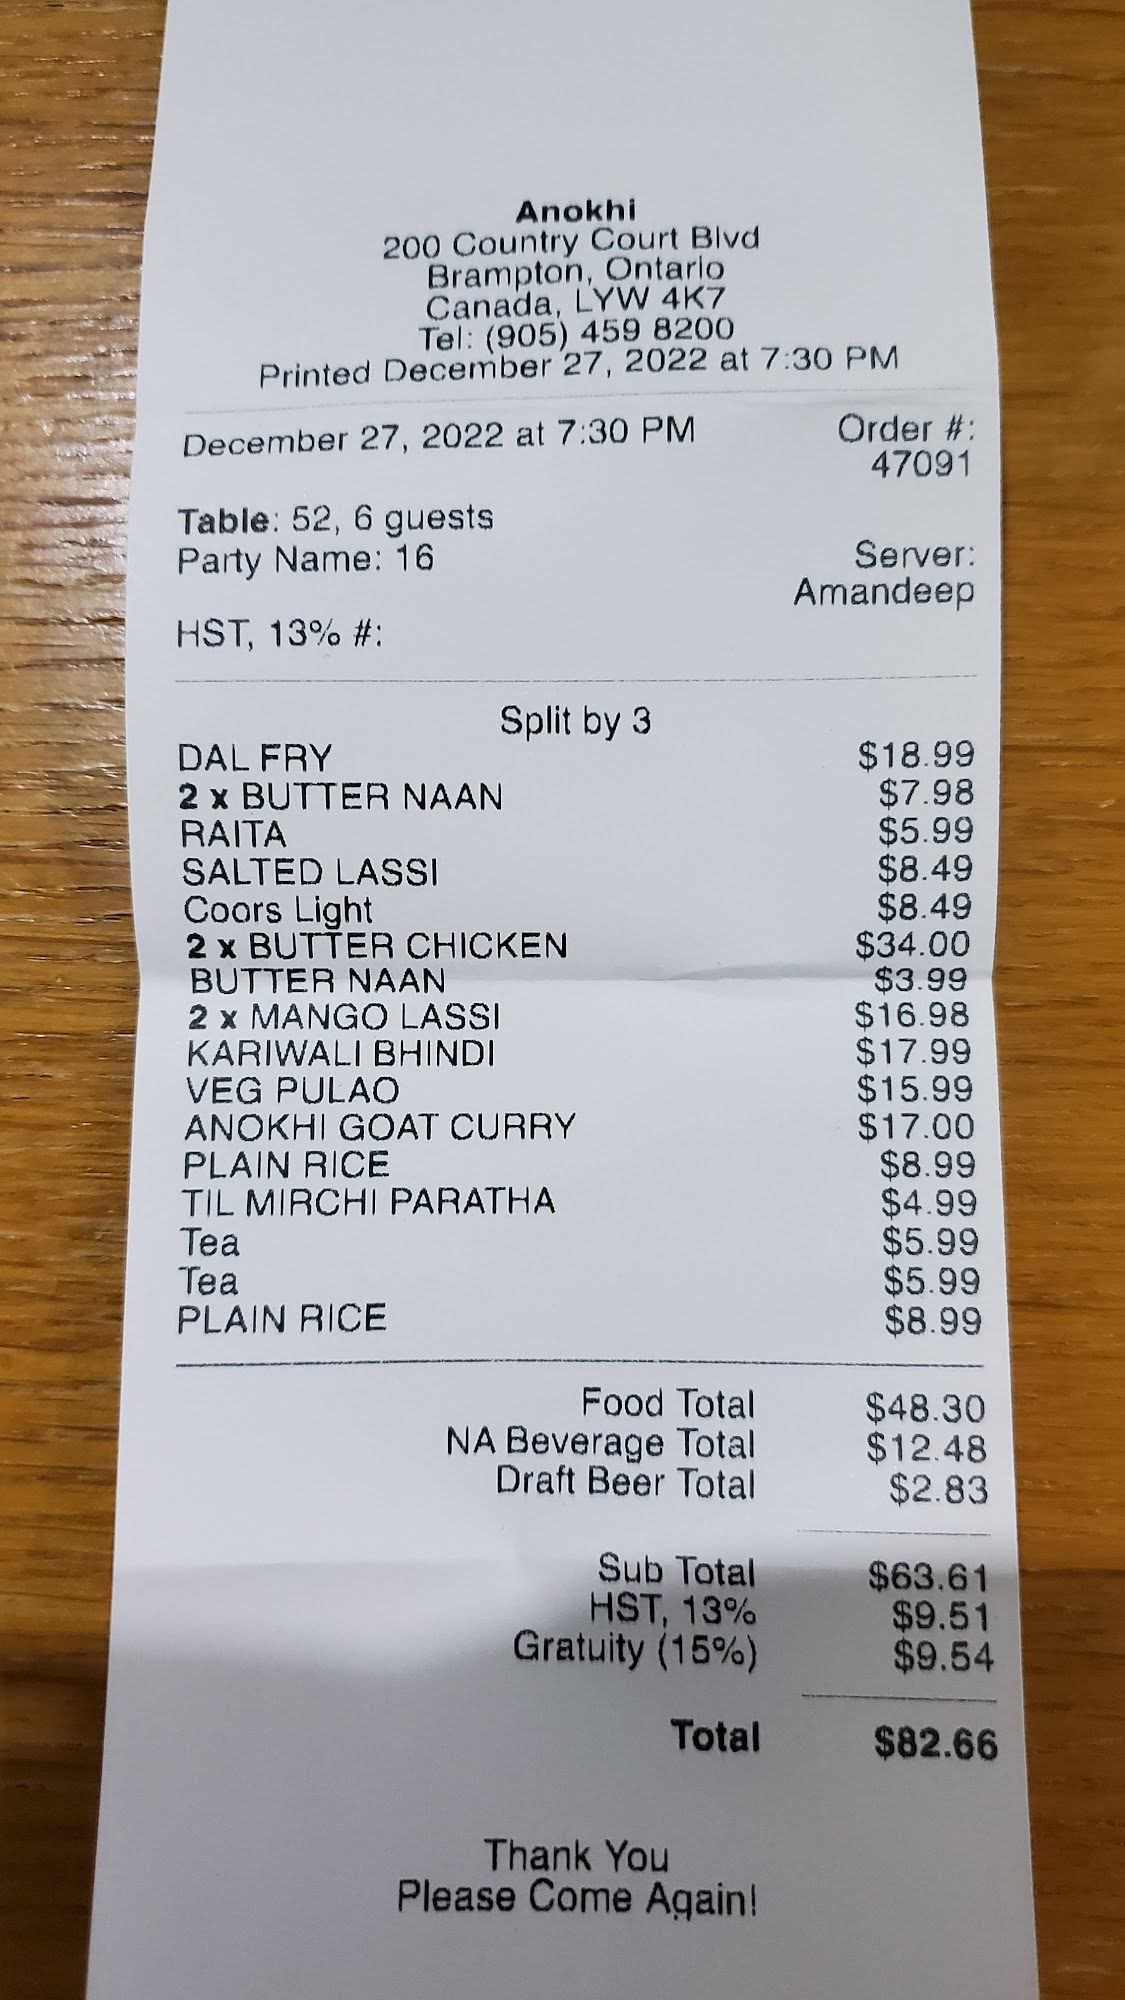 Anokhi
200 Country Court Blvd
Brampton, Ontario
Canada, LYW 4K7
Tel: (905) 459 8200
Printed December 27, 2022 at 7:30 PM
December 27, 2022 at 7:30 PM Order #:
47091
Table: 52, 6 guests
Party Name: 16 Server:
Amandeep
HST, 13% #:
Split by 3
DAL FRY $18.99
2 x BUTTER NAAN $7.98
RAITA $5.99
SALTED LASSI $8.49
Coors Light $8.49
2 x BUTTER CHICKEN $34.00
BUTTER NAAN $3.99
2 x MANGO LASSI $16.98
KARIWALI BHINDI $17.99
VEG PULAO $15.99
ANOKHI GOAT CURRY $17.00
PLAIN RICE $8.99
TIL MIRCHI PARATHA $4.99
Tea $5.99
Tea $5.99
PLAIN RICE $8.99
Food Total $48.30
NA Beverage Total $12.48
Draft Beer Total $2.83
Sub Total $63.61
HST, 13% $9.51
Gratuity (15%) $9.54
Total $82.66
Thank You
Please Come Again!